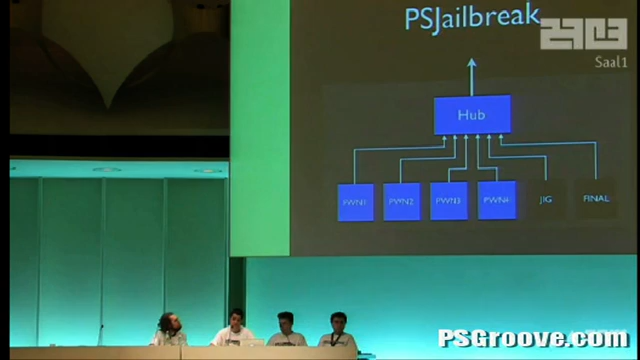 PSJailbreak
27C3
Saal1
Hub
PWN1 PWN2 PWN3 PWN4 JIG FINAL
PSGroove.com